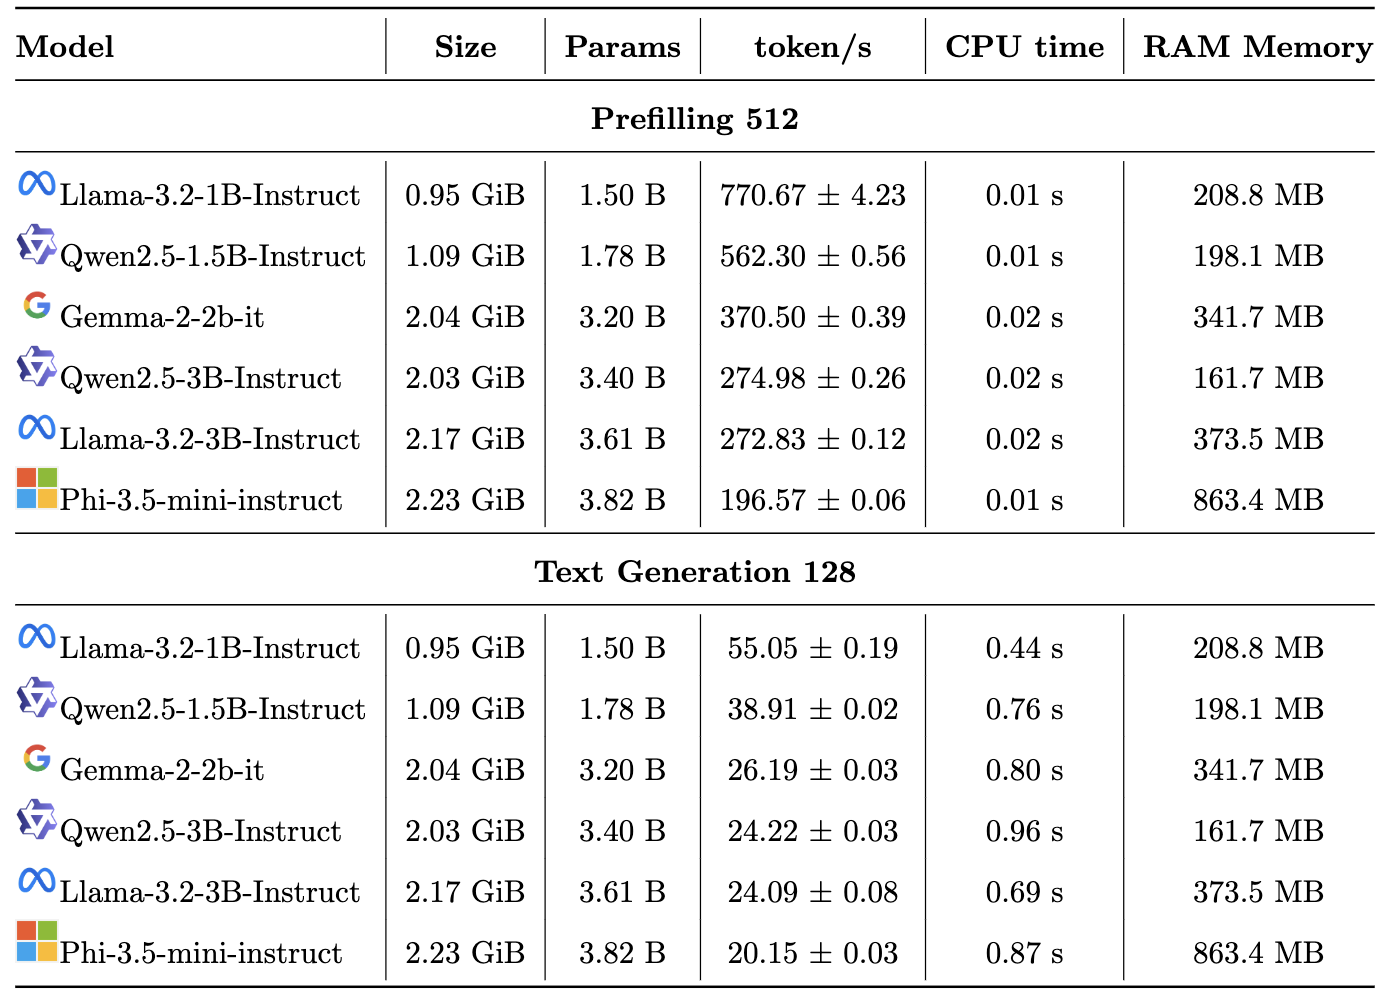 Model Size Params token/s CPU time RAM Memory
Prefilling 512
Llama-3.2-1B-Instruct 0.95 GiB 1.50 B 770.67 ± 4.23 0.01 s 208.8 MB
Qwen2.5-1.5B-Instruct 1.09 GiB 1.78 B 562.30 ± 0.56 0.01 s 198.1 MB
Gemma-2-2b-it 2.04 GiB 3.20 B 370.50 ± 0.39 0.02 s 341.7 MB
Qwen2.5-3B-Instruct 2.03 GiB 3.40 B 274.98 ± 0.26 0.02 s 161.7 MB
Llama-3.2-3B-Instruct 2.17 GiB 3.61 B 272.83 ± 0.12 0.02 s 373.5 MB
Phi-3.5-mini-instruct 2.23 GiB 3.82 B 196.57 ± 0.06 0.01 s 863.4 MB
Text Generation 128
Llama-3.2-1B-Instruct 0.95 GiB 1.50 B 55.05 ± 0.19 0.44 s 208.8 MB
Qwen2.5-1.5B-Instruct 1.09 GiB 1.78 B 38.91 ± 0.02 0.76 s 198.1 MB
Gemma-2-2b-it 2.04 GiB 3.20 B 26.19 ± 0.03 0.80 s 341.7 MB
Qwen2.5-3B-Instruct 2.03 GiB 3.40 B 24.22 ± 0.03 0.96 s 161.7 MB
Llama-3.2-3B-Instruct 2.17 GiB 3.61 B 24.09 ± 0.08 0.69 s 373.5 MB
Phi-3.5-mini-instruct 2.23 GiB 3.82 B 20.15 ± 0.03 0.87 s 863.4 MB